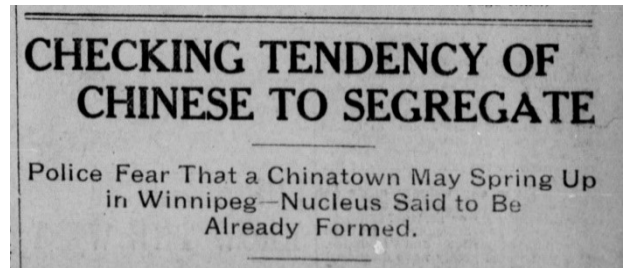 CHECKING TENDENCY OF
CHINESE TO SEGREGATE
Police Fear That a Chinatown May Spring Up
in Winnipeg—Nucleus Said to Be
Already Formed.